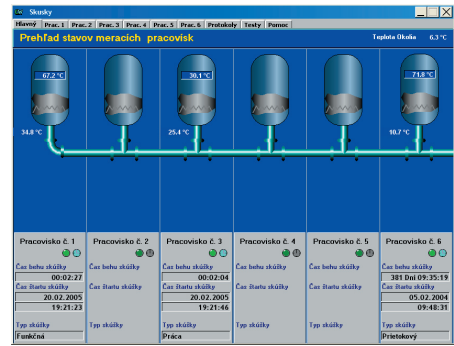 Skusky
Hlavný Prac. 1 Prac. 2 Prac. 3 Prac. 4 Prac. 5 Prac. 6 Protokoly Testy Pomoc
Prehľad stavov meracích pracovísk Teplota Okolia 6.3 °C
67.2 °C 30.1 °C 71.8 °C
34.8 °C 25.4 °C 10.7 °C
Pracovisko č. 1 Pracovisko č. 2 Pracovisko č. 3 Pracovisko č. 4 Pracovisko č. 5 Pracovisko č. 6
Čas behu skúšky Čas behu skúšky Čas behu skúšky Čas behu skúšky Čas behu skúšky Čas behu skúšky
00:02:27 00:02:04 381 Dni 09:35:19
Čas štartu skúšky Čas štartu skúšky Čas štartu skúšky Čas štartu skúšky Čas štartu skúšky Čas štartu skúšky
20.02.2005 20.02.2005 05.02.2004
19:21:23 19:21:46 09:48:31
Typ skúšky Typ skúšky Typ skúšky Typ skúšky Typ skúšky Typ skúšky
Funkčná Práca Prietokový